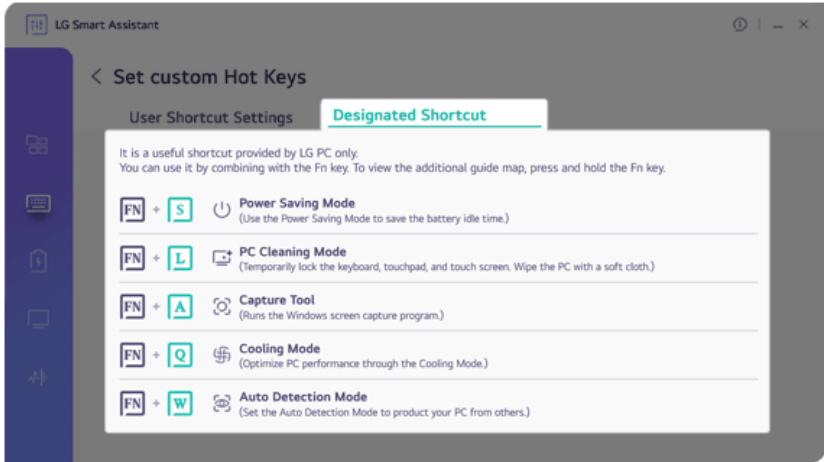 LG Smart Assistant
Set custom Hot Keys
User Shortcut Settings
Designated Shortcut
It is a useful shortcut provided by LG PC only.
You can use it by combining with the Fn key. To view the additional guide map, press and hold the Fn key.
FN + S Power Saving Mode
(Use the Power Saving Mode to save the battery idle time.)
FN + L PC Cleaning Mode
(Temporarily lock the keyboard, touchpad, and touch screen. Wipe the PC with a soft cloth.)
FN + A Capture Tool
(Runs the Windows screen capture program.)
FN + Q Cooling Mode
(Optimize PC performance through the Cooling Mode.)
FN + W Auto Detection Mode
(Set the Auto Detection Mode to product your PC from others.)